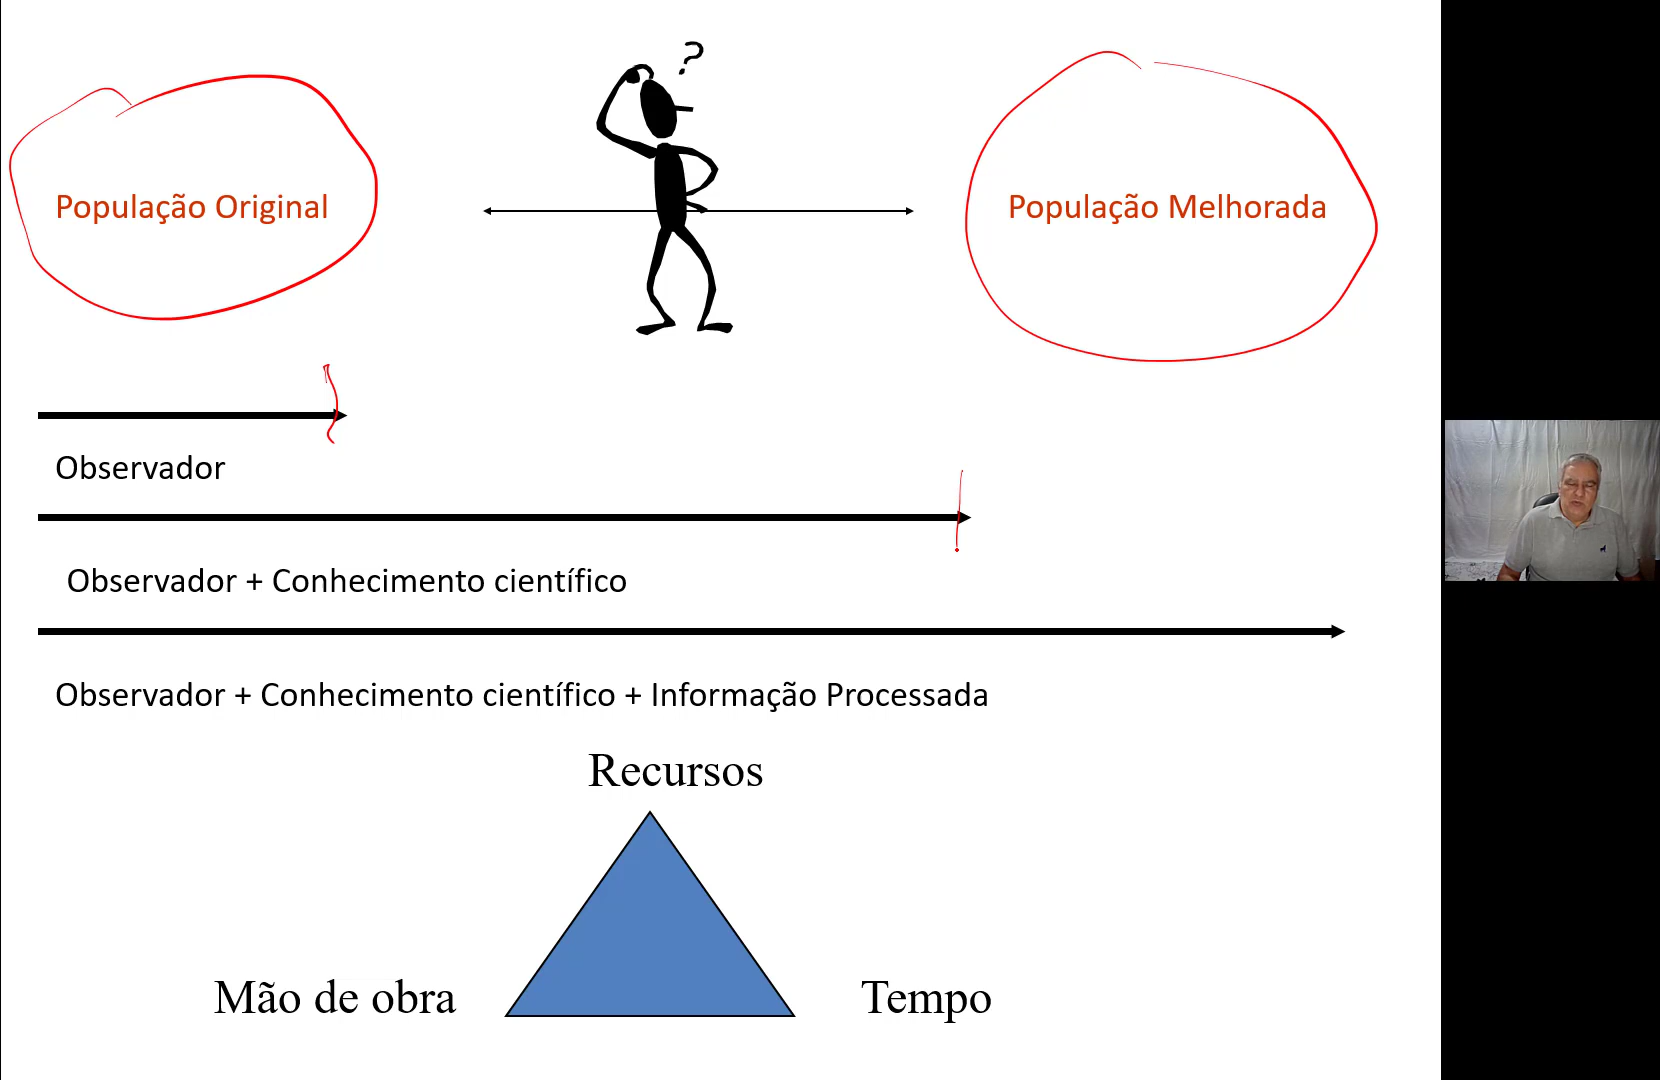 ?
População Original
População Melhorada
Observador
Observador + Conhecimento científico
Observador + Conhecimento científico + Informação Processada
Recursos
Mão de obra
Tempo